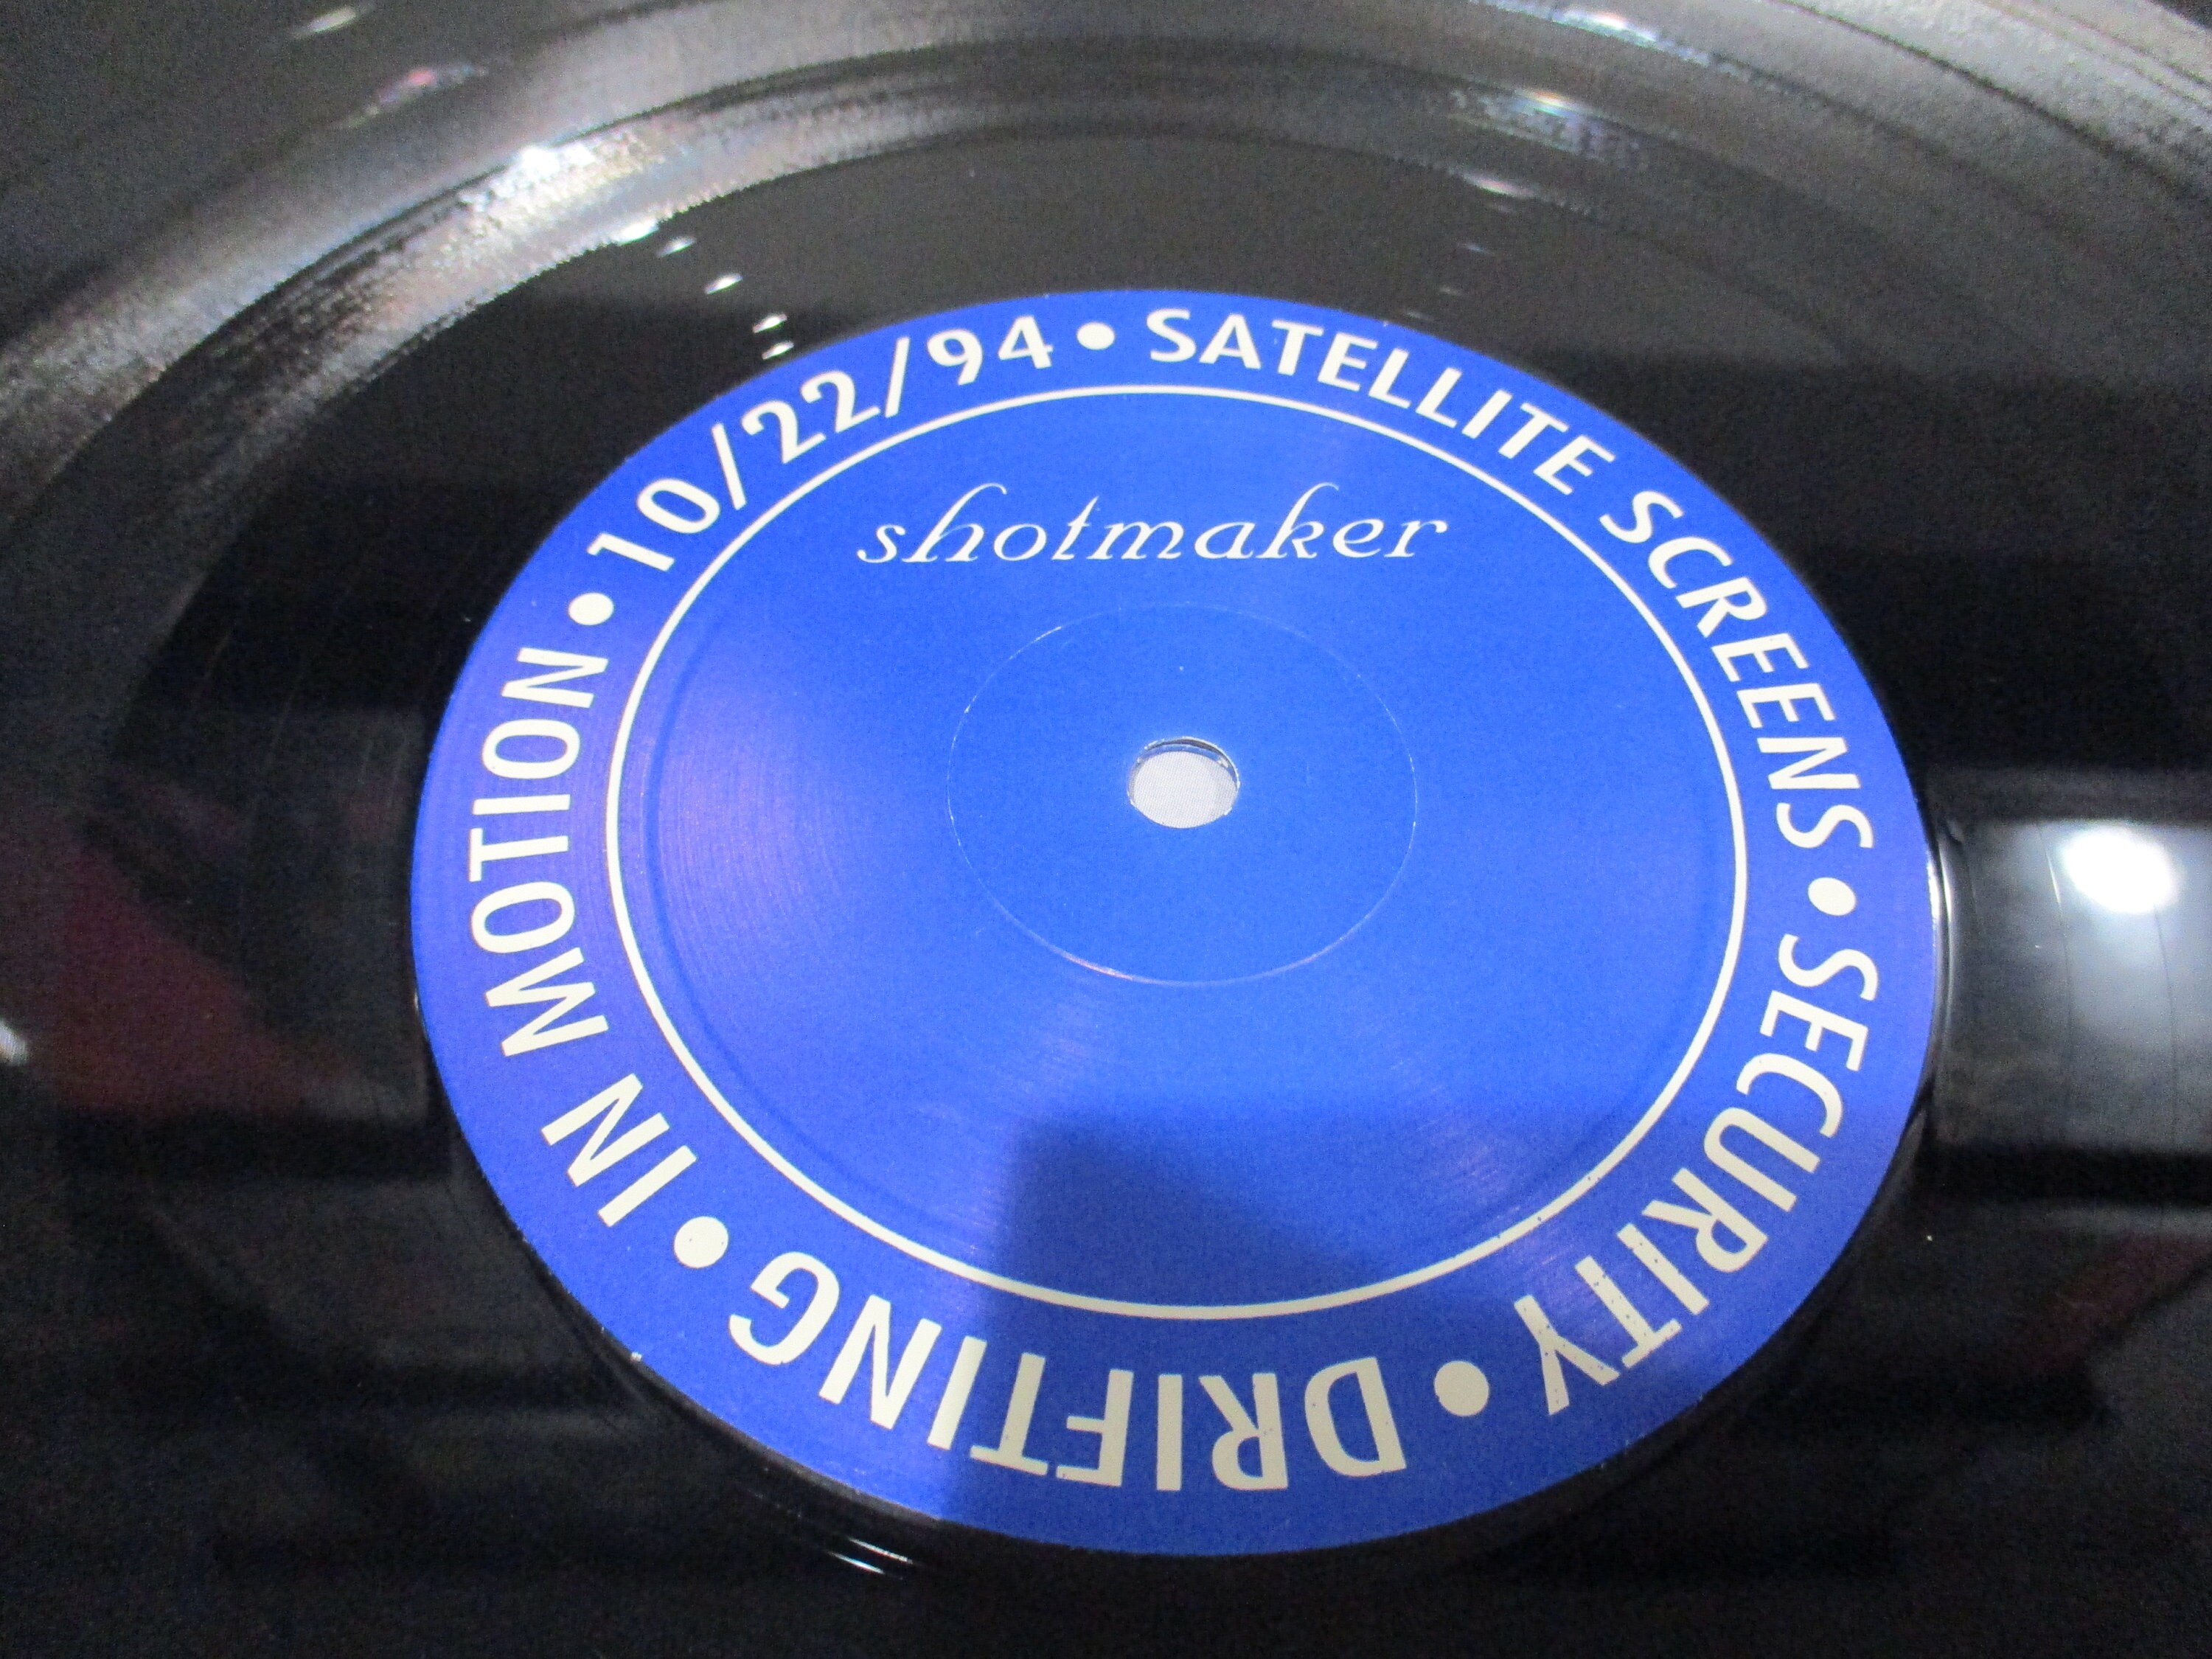 shotmaker
SATELLITE SCREENS • SECURITY • DRIFTING • IN MOTION • 10/22/94 •